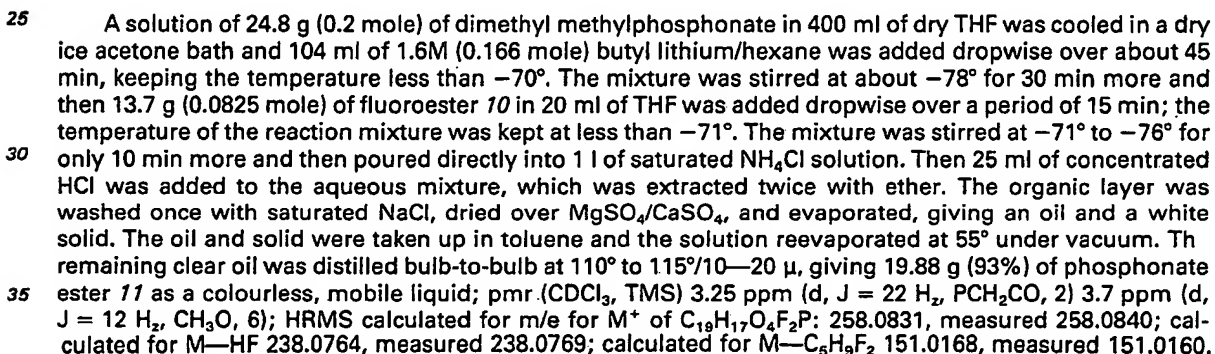 25 A solution of 24.8 g (0.2 mole) of dimethyl methylphosphonate in 400 ml of dry THF was cooled in a dry
ice acetone bath and 104 ml of 1.6M (0.166 mole) butyl lithium/hexane was added dropwise over about 45
min, keeping the temperature less than −70°. The mixture was stirred at about −78° for 30 min more and
then 13.7 g (0.0825 mole) of fluoroester 10 in 20 ml of THF was added dropwise over a period of 15 min; the
temperature of the reaction mixture was kept at less than −71°. The mixture was stirred at −71° to −76° for
30 only 10 min more and then poured directly into 1 l of saturated NH₄Cl solution. Then 25 ml of concentrated
HCl was added to the aqueous mixture, which was extracted twice with ether. The organic layer was
washed once with saturated NaCl, dried over MgSO₄/CaSO₄, and evaporated, giving an oil and a white
solid. The oil and solid were taken up in toluene and the solution reevaporated at 55° under vacuum. Th
remaining clear oil was distilled bulb-to-bulb at 110° to 115°/10—20 μ, giving 19.88 g (93%) of phosphonate
35 ester 11 as a colourless, mobile liquid; pmr (CDCl₃, TMS) 3.25 ppm (d, J = 22 H𝓏, PCH₂CO, 2) 3.7 ppm (d,
J = 12 H𝓏, CH₃O, 6); HRMS calculated for m/e for M⁺ of C₁₉H₁₇O₄F₂P: 258.0831, measured 258.0840; cal-
culated for M—HF 238.0764, measured 238.0769; calculated for M—C₅H₉F₂ 151.0168, measured 151.0160.